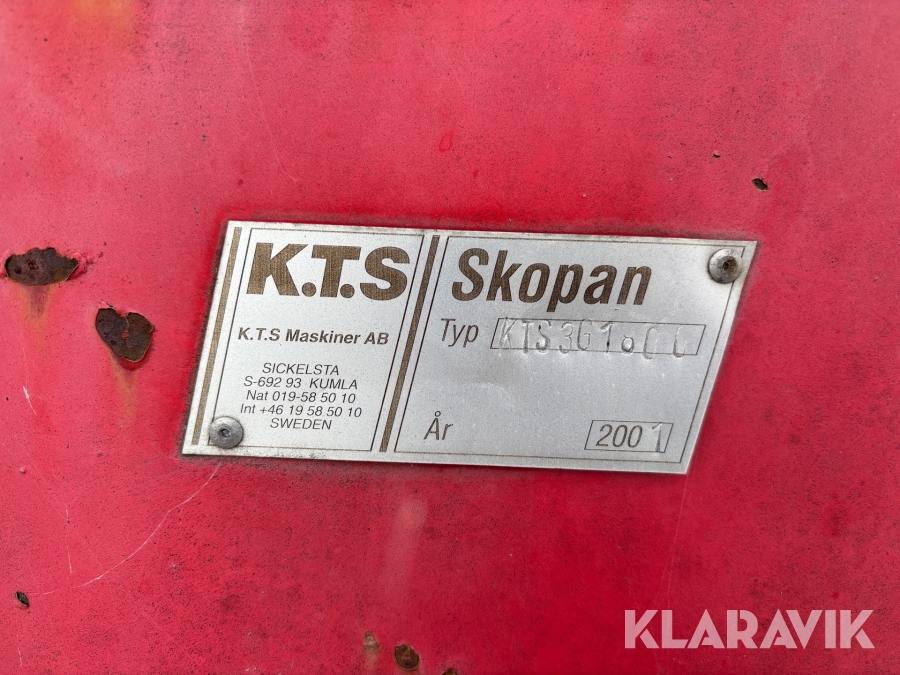 K.T.S
K.T.S Maskiner AB
SICKELSTA
S-692 93 KUMLA
Nat 019-58 50 10
Int +46 19 58 50 10
SWEDEN
Skopan
Typ
År 2001
KLARAVIK